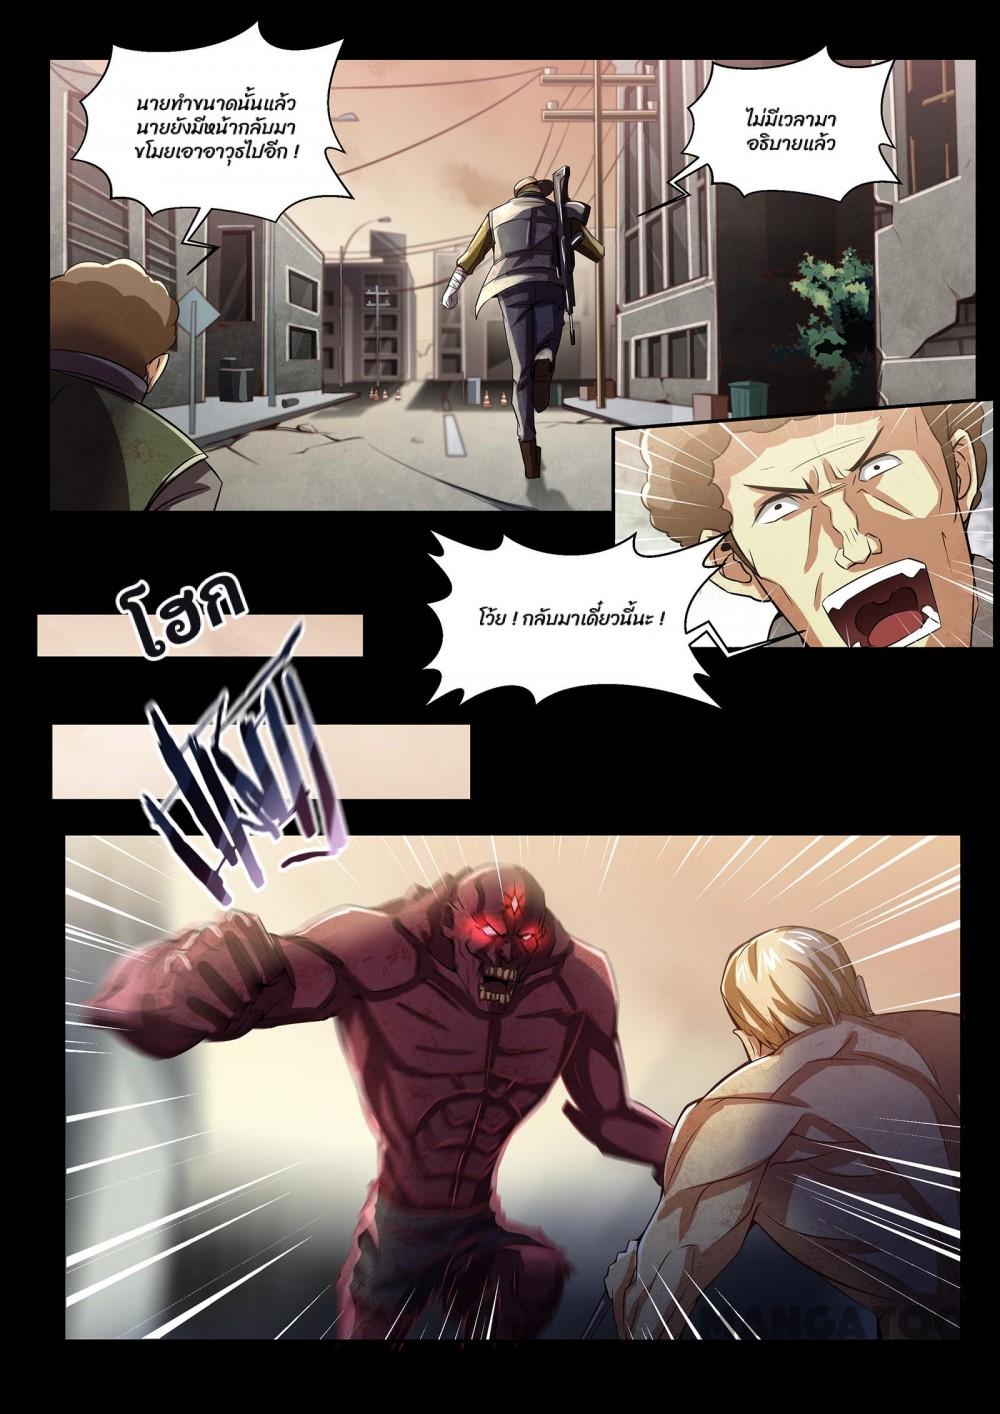 นายทำขนาดนั้นแล้ว
นายยังมีหน้ากลับมา
ขโมยเอาอาวุธไปอีก !
ไม่มีเวลามา
อธิบายแล้ว
โว้ย ! กลับมาเดี๋ยวนี้นะ !
โฮก
MANGA TOON